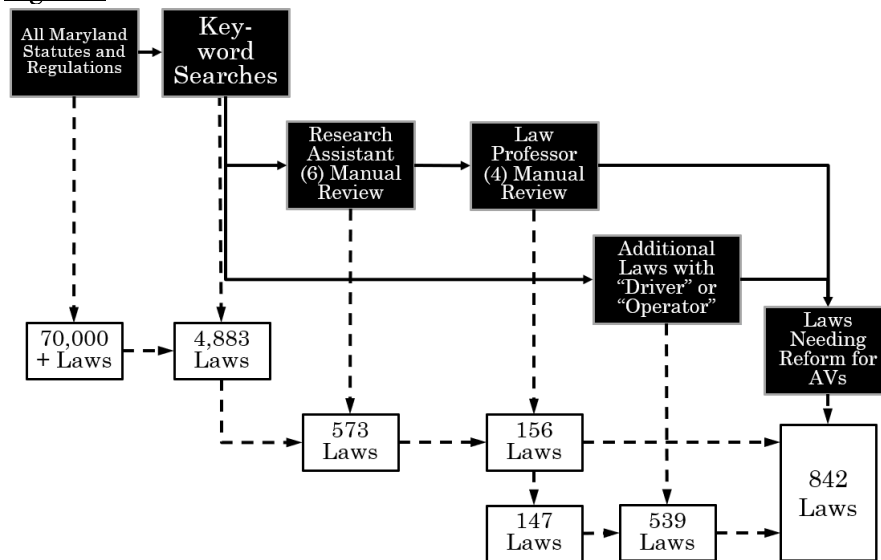 All Maryland
Statutes and
Regulations
Key-
word
Searches
Research
Assistant
(6) Manual
Review
Law
Professor
(4) Manual
Review
Additional
Laws with
“Driver” or
“Operator”
Laws
Needing
Reform for
AVs
70,000
+ Laws
4,883
Laws
573
Laws
156
Laws
147
Laws
539
Laws
842
Laws